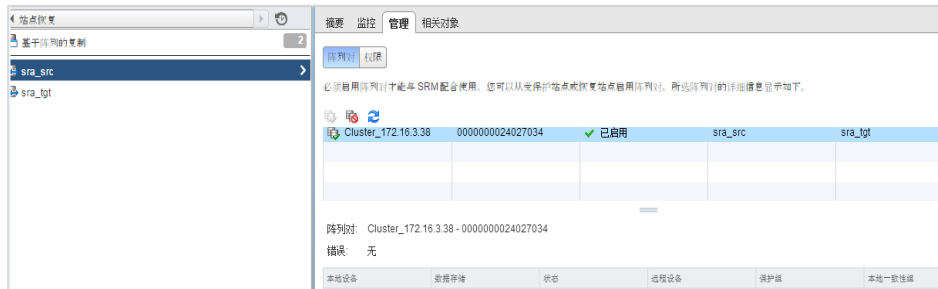 站点恢复
基于阵列的复制 2
sra_src
sra_tgt
摘要 监控 管理 相关对象
阵列对 权限
必须启用阵列对才能与 SRM 配合使用。您可以从受保护站点或恢复站点启用阵列对。所选阵列对的详细信息显示如下。
Cluster_172.16.3.38 0000000024027034 已启用 sra_src sra_tgt
阵列对: Cluster_172.16.3.38 - 0000000024027034
错误: 无
本地设备 数据存储 状态 远程设备 保护组 本地一致性组